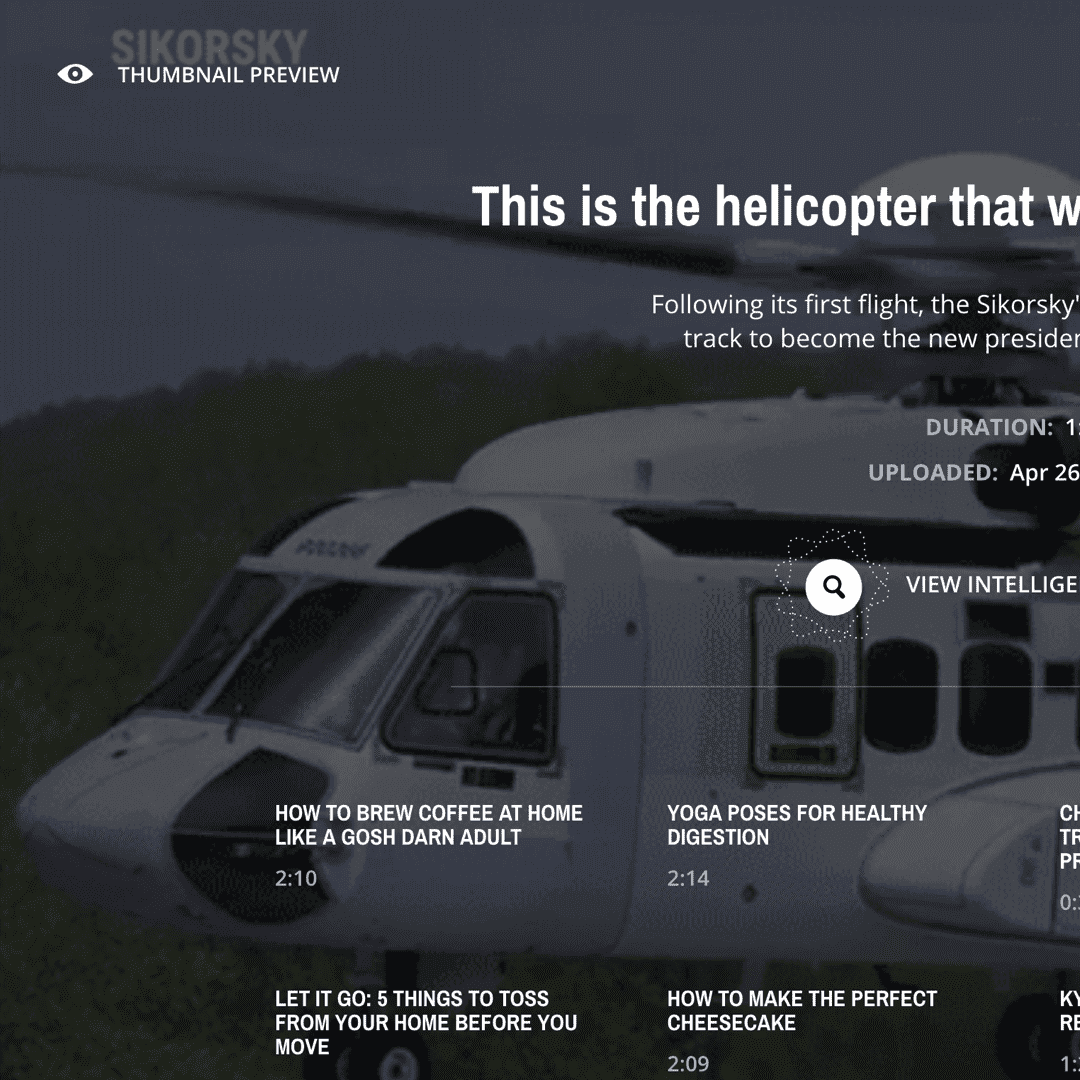 SIKORSKY
THUMBNAIL PREVIEW
This is the helicopter that w
Following its first flight, the Sikorsky'
track to become the new presiden
DURATION: 1:
UPLOADED: Apr 26
VIEW INTELLIGE
HOW TO BREW COFFEE AT HOME
LIKE A GOSH DARN ADULT
2:10
YOGA POSES FOR HEALTHY
DIGESTION
2:14
CH
TR
PR
0:3
LET IT GO: 5 THINGS TO TOSS
FROM YOUR HOME BEFORE YOU
MOVE
HOW TO MAKE THE PERFECT
CHEESECAKE
2:09
KY
RE